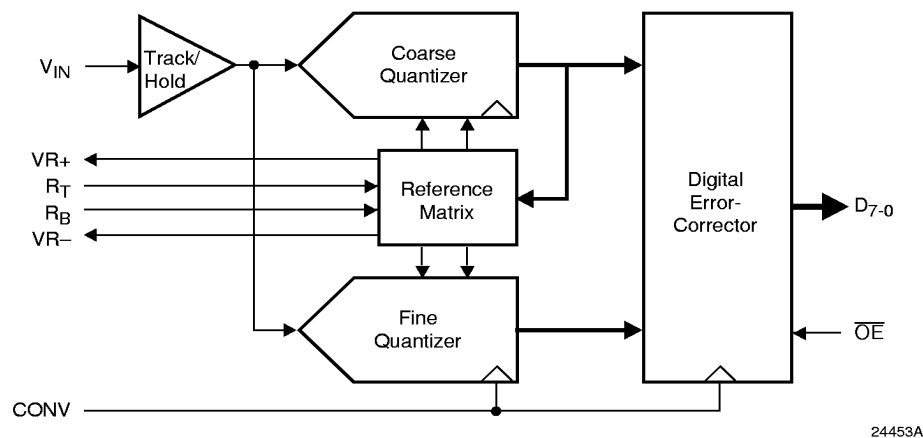 Track/
Hold
Coarse
Quantizer
V_IN
VR+
R_T
R_B
VR–
Reference
Matrix
Digital
Error-
Corrector
D_7-0
Fine
Quantizer
O̅E̅
CONV
24453A